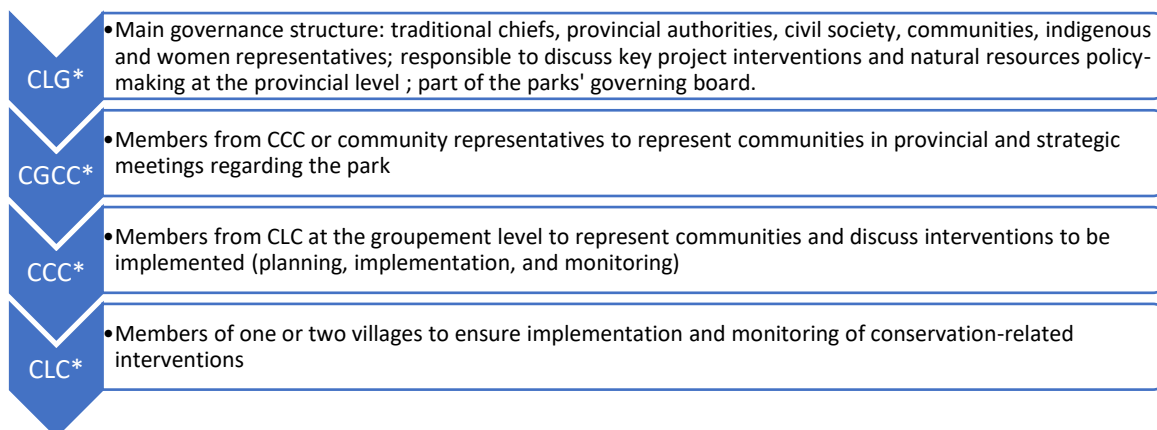 •Main governance structure: traditional chiefs, provincial authorities, civil society, communities, indigenous
and women representatives; responsible to discuss key project interventions and natural resources policy-
making at the provincial level ; part of the parks' governing board.
CLG*
•Members from CCC or community representatives to represent communities in provincial and strategic
meetings regarding the park
CGCC*
•Members from CLC at the groupement level to represent communities and discuss interventions to be
implemented (planning, implementation, and monitoring)
CCC*
•Members of one or two villages to ensure implementation and monitoring of conservation-related
interventions
CLC*